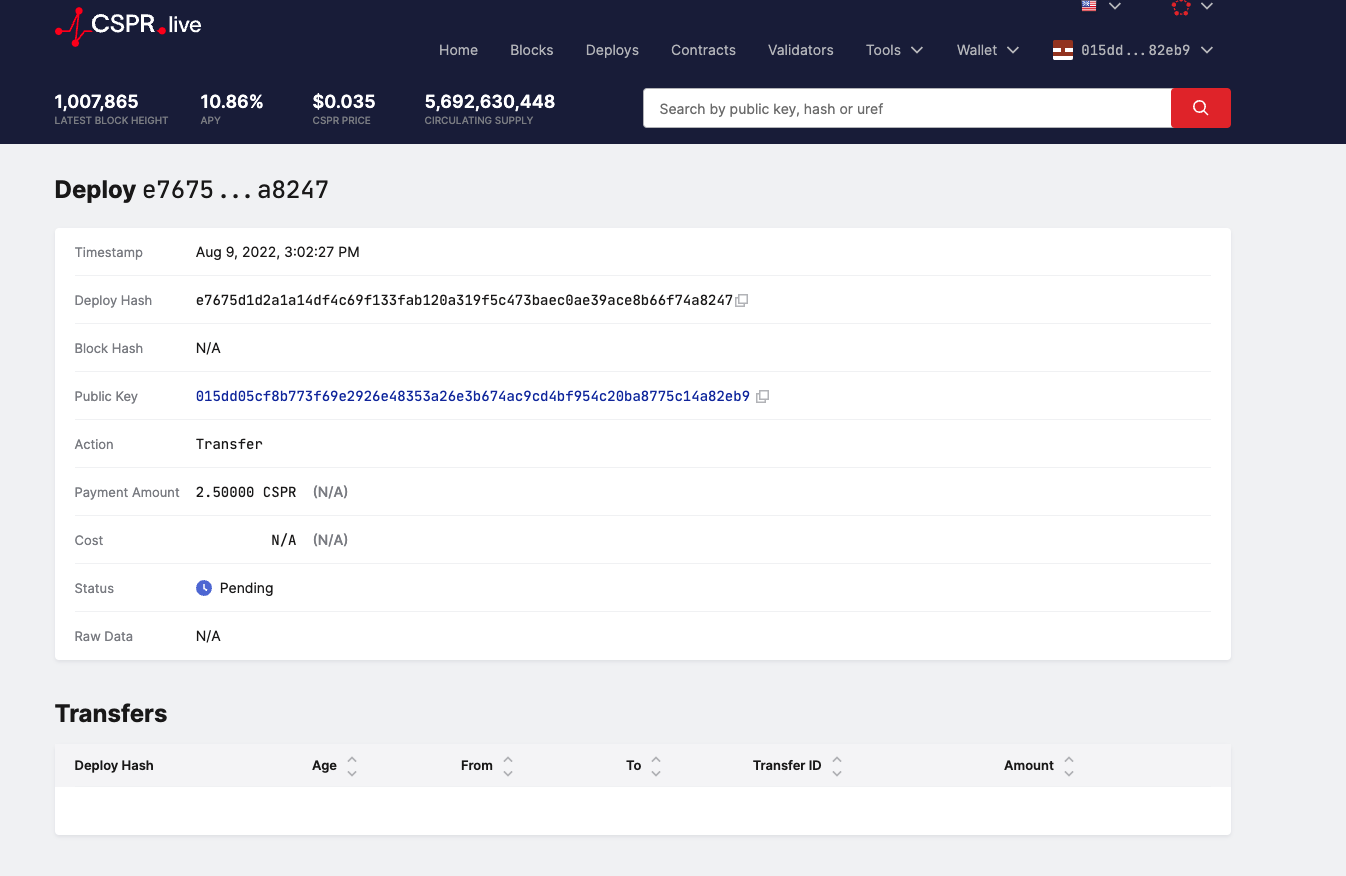 CSPR.live
Home Blocks Deploys Contracts Validators Tools Wallet 015dd...82eb9
1,007,865 10.86% $0.035 5,692,630,448
LATEST BLOCK HEIGHT APY CSPR PRICE CIRCULATING SUPPLY
Search by public key, hash or uref
Deploy e7675...a8247
Timestamp Aug 9, 2022, 3:02:27 PM
Deploy Hash e7675d1d2a1a14df4c69f133fab120a319f5c473baec0ae39ace8b66f74a8247
Block Hash N/A
Public Key 015dd05cf8b773f69e2926e48353a26e3b674ac9cd4bf954c20ba8775c14a82eb9
Action Transfer
Payment Amount 2.50000 CSPR (N/A)
Cost N/A (N/A)
Status Pending
Raw Data N/A
Transfers
Deploy Hash Age From To Transfer ID Amount